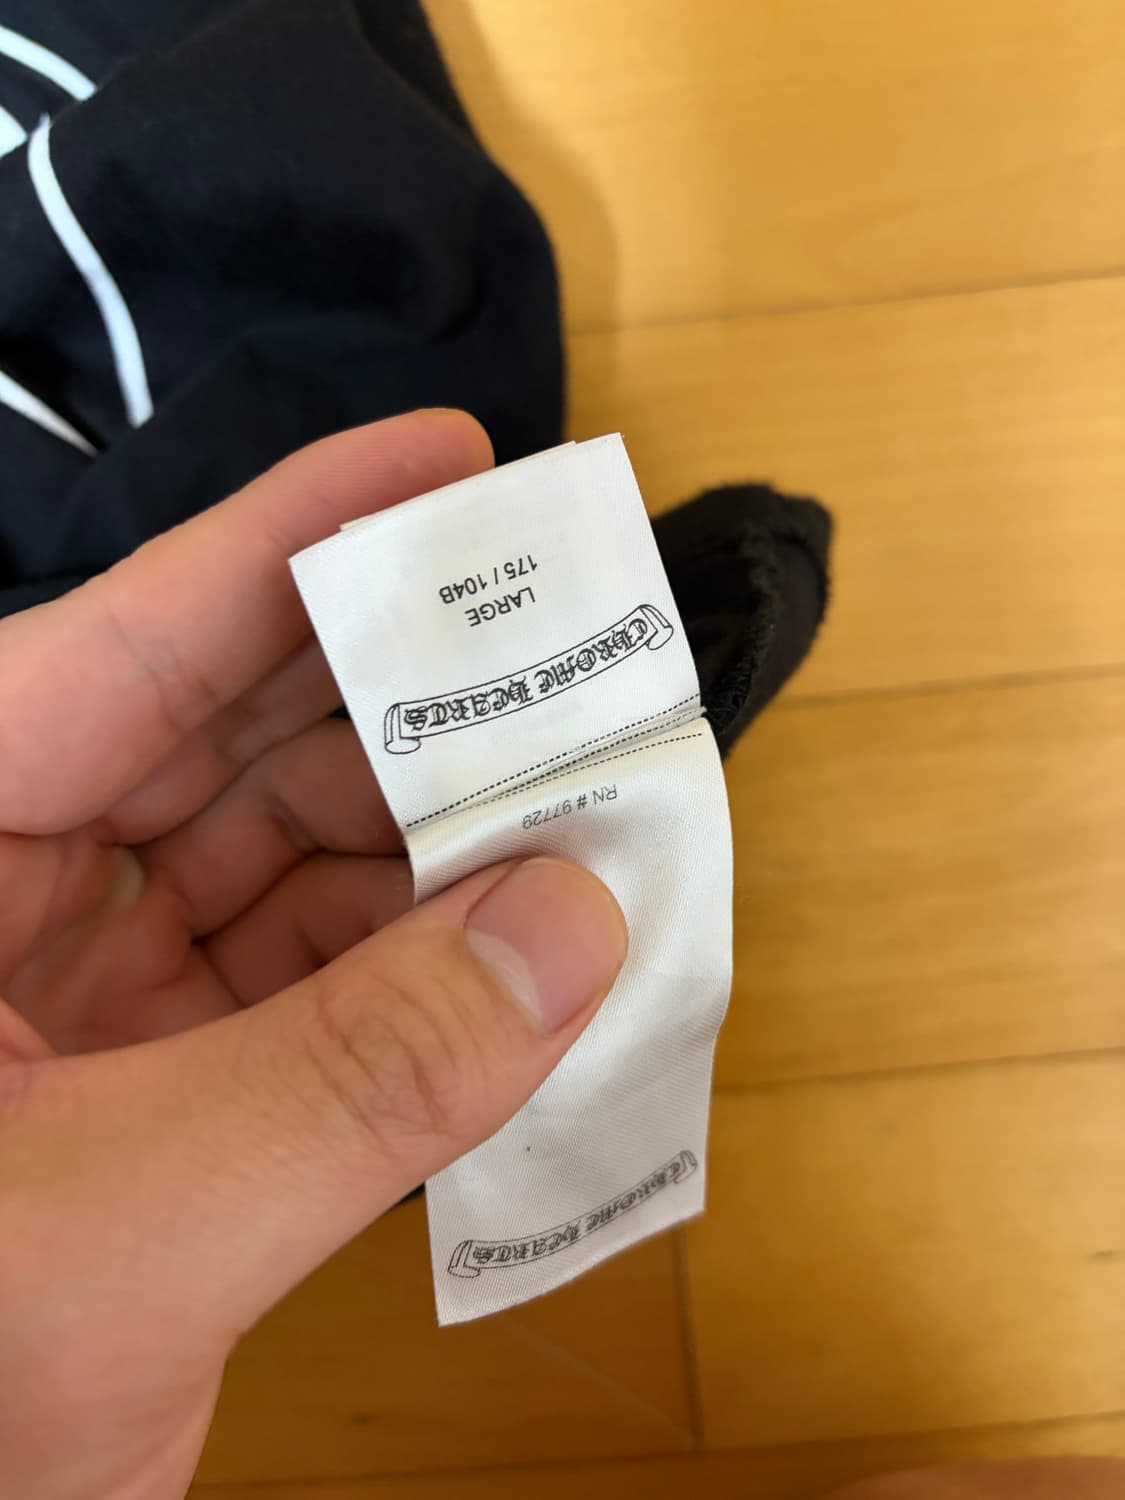 CHROME HEARTS
RN # 97729
CHROME HEARTS
LARGE
175 / 104B